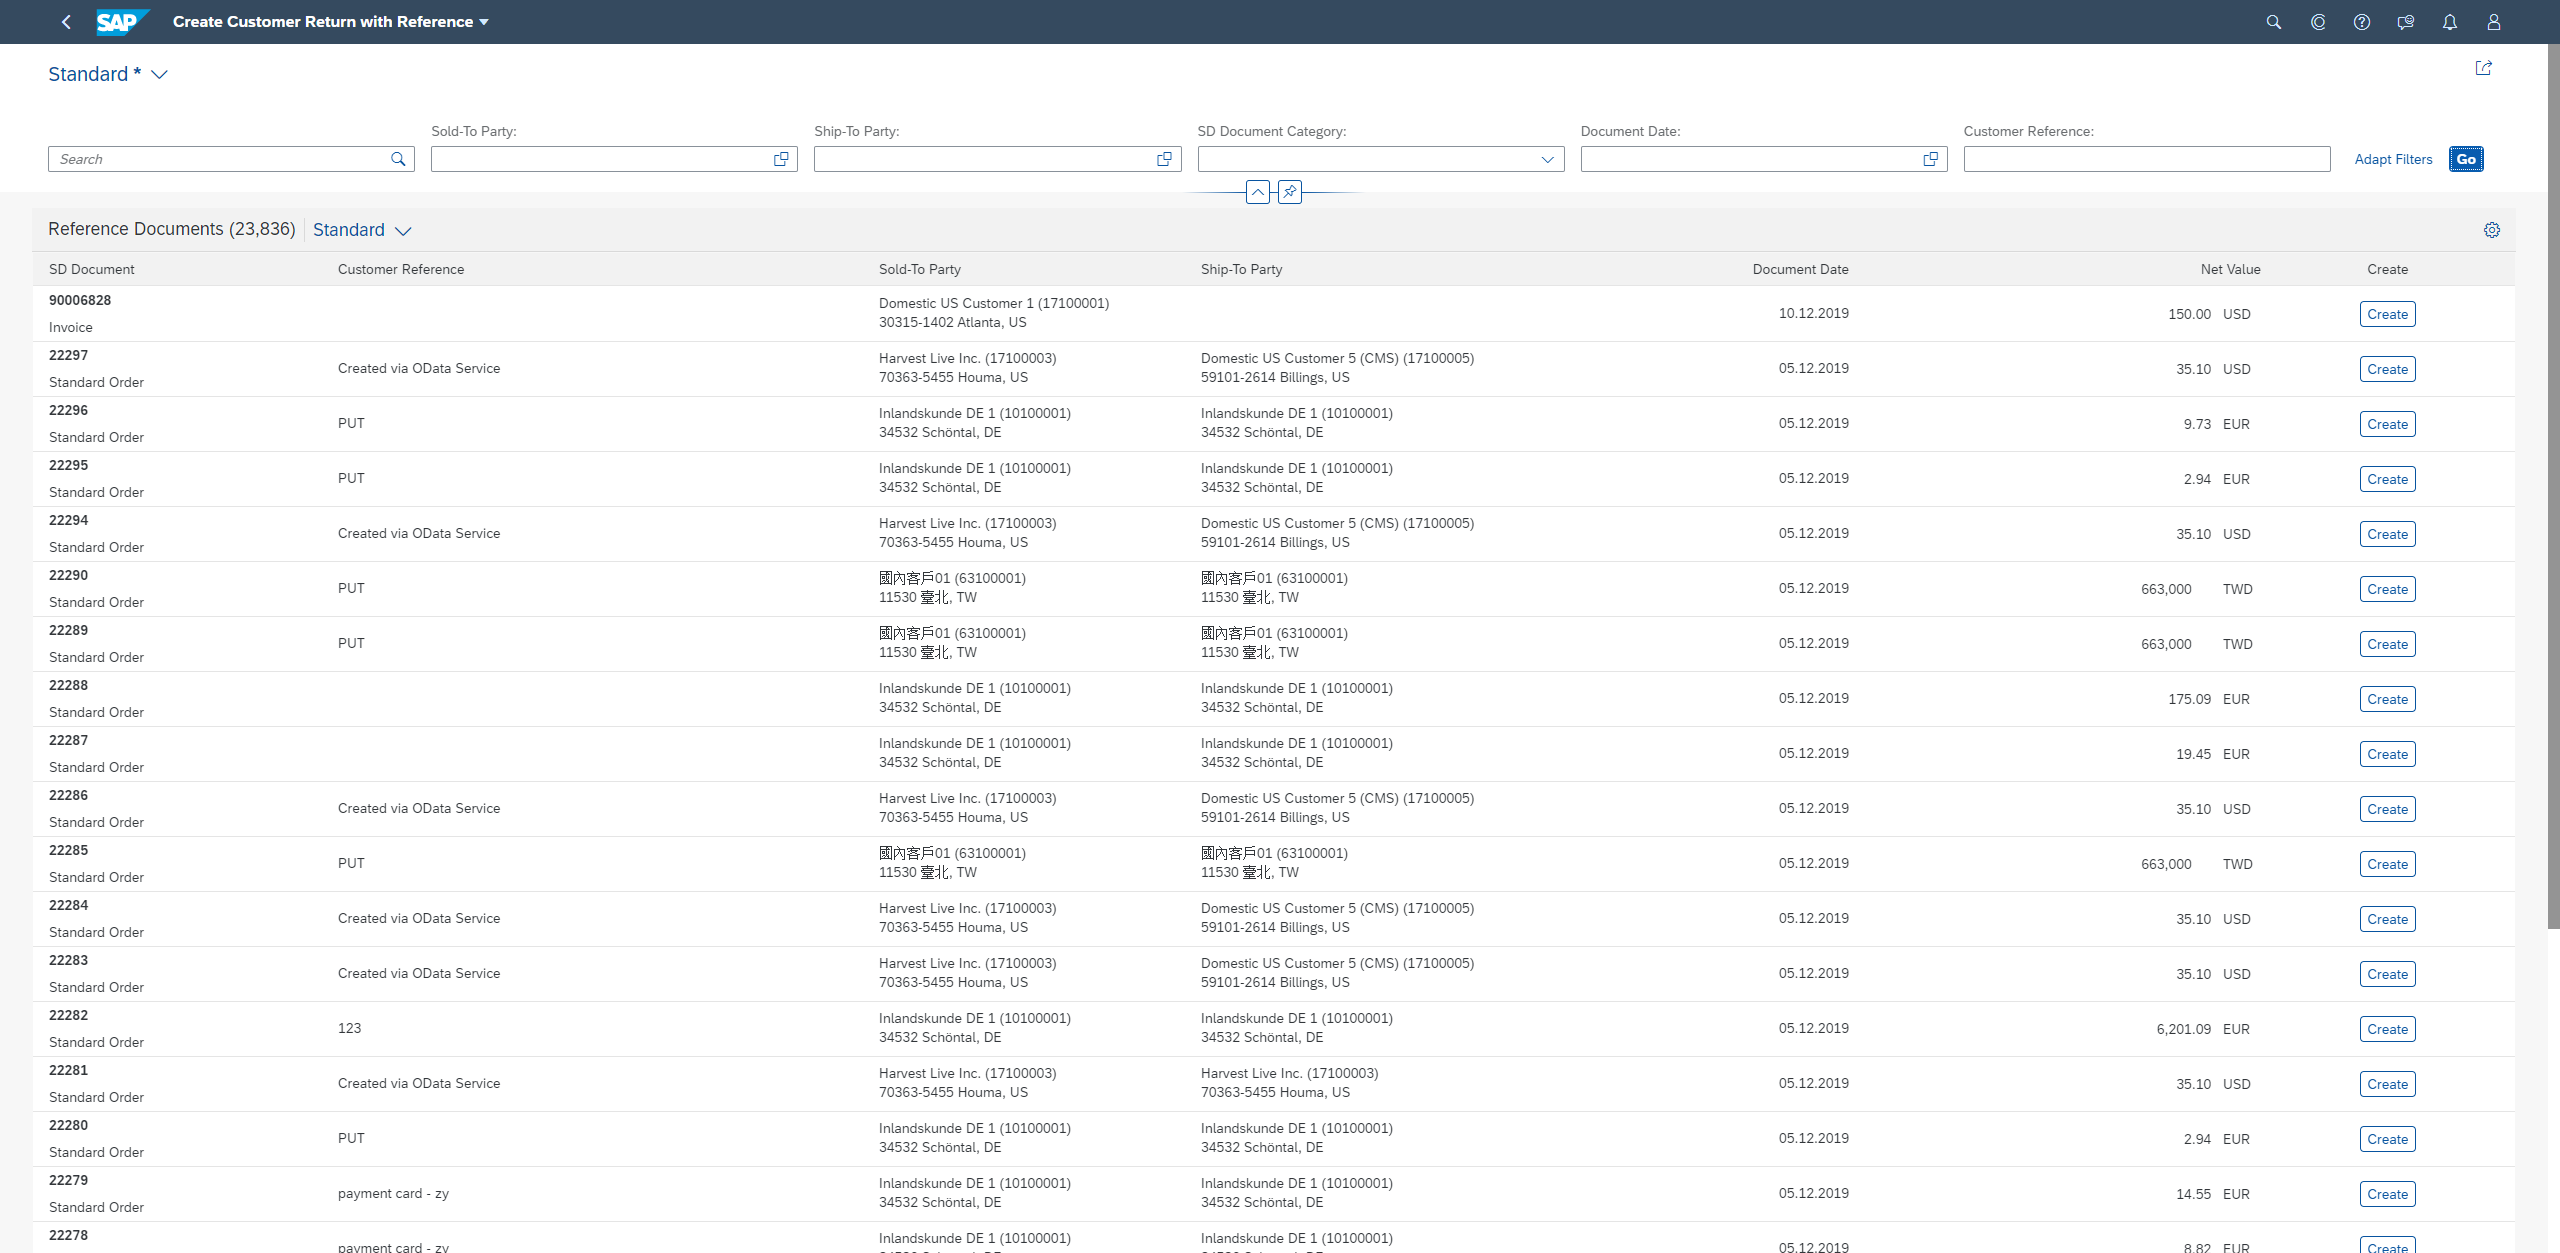 SAP Create Customer Return with Reference
Standard *
Sold-To Party: Ship-To Party: SD Document Category: Document Date: Customer Reference:
Search Adapt Filters Go
Reference Documents (23,836) Standard
SD Document Customer Reference Sold-To Party Ship-To Party Document Date Net Value Create
90006828
Invoice
Domestic US Customer 1 (17100001)
30315-1402 Atlanta, US
10.12.2019 150.00 USD Create
22297
Standard Order
Created via OData Service
Harvest Live Inc. (17100003)
70363-5455 Houma, US
Domestic US Customer 5 (CMS) (17100005)
59101-2614 Billings, US
05.12.2019 35.10 USD Create
22296
Standard Order
PUT
Inlandskunde DE 1 (10100001)
34532 Schöntal, DE
Inlandskunde DE 1 (10100001)
34532 Schöntal, DE
05.12.2019 9.73 EUR Create
22295
Standard Order
PUT
Inlandskunde DE 1 (10100001)
34532 Schöntal, DE
Inlandskunde DE 1 (10100001)
34532 Schöntal, DE
05.12.2019 2.94 EUR Create
22294
Standard Order
Created via OData Service
Harvest Live Inc. (17100003)
70363-5455 Houma, US
Domestic US Customer 5 (CMS) (17100005)
59101-2614 Billings, US
05.12.2019 35.10 USD Create
22290
Standard Order
PUT
國內客戶01 (63100001)
11530 臺北, TW
國內客戶01 (63100001)
11530 臺北, TW
05.12.2019 663,000 TWD Create
22289
Standard Order
PUT
國內客戶01 (63100001)
11530 臺北, TW
國內客戶01 (63100001)
11530 臺北, TW
05.12.2019 663,000 TWD Create
22288
Standard Order
Inlandskunde DE 1 (10100001)
34532 Schöntal, DE
Inlandskunde DE 1 (10100001)
34532 Schöntal, DE
05.12.2019 175.09 EUR Create
22287
Standard Order
Inlandskunde DE 1 (10100001)
34532 Schöntal, DE
Inlandskunde DE 1 (10100001)
34532 Schöntal, DE
05.12.2019 19.45 EUR Create
22286
Standard Order
Created via OData Service
Harvest Live Inc. (17100003)
70363-5455 Houma, US
Domestic US Customer 5 (CMS) (17100005)
59101-2614 Billings, US
05.12.2019 35.10 USD Create
22285
Standard Order
PUT
國內客戶01 (63100001)
11530 臺北, TW
國內客戶01 (63100001)
11530 臺北, TW
05.12.2019 663,000 TWD Create
22284
Standard Order
Created via OData Service
Harvest Live Inc. (17100003)
70363-5455 Houma, US
Domestic US Customer 5 (CMS) (17100005)
59101-2614 Billings, US
05.12.2019 35.10 USD Create
22283
Standard Order
Created via OData Service
Harvest Live Inc. (17100003)
70363-5455 Houma, US
Domestic US Customer 5 (CMS) (17100005)
59101-2614 Billings, US
05.12.2019 35.10 USD Create
22282
Standard Order
123
Inlandskunde DE 1 (10100001)
34532 Schöntal, DE
Inlandskunde DE 1 (10100001)
34532 Schöntal, DE
05.12.2019 6,201.09 EUR Create
22281
Standard Order
Created via OData Service
Harvest Live Inc. (17100003)
70363-5455 Houma, US
Harvest Live Inc. (17100003)
70363-5455 Houma, US
05.12.2019 35.10 USD Create
22280
Standard Order
PUT
Inlandskunde DE 1 (10100001)
34532 Schöntal, DE
Inlandskunde DE 1 (10100001)
34532 Schöntal, DE
05.12.2019 2.94 EUR Create
22279
Standard Order
payment card - zy
Inlandskunde DE 1 (10100001)
34532 Schöntal, DE
Inlandskunde DE 1 (10100001)
34532 Schöntal, DE
05.12.2019 14.55 EUR Create
22278
payment card - zy
Inlandskunde DE 1 (10100001)
Inlandskunde DE 1 (10100001)
05.12.2019 8.82 EUR Create